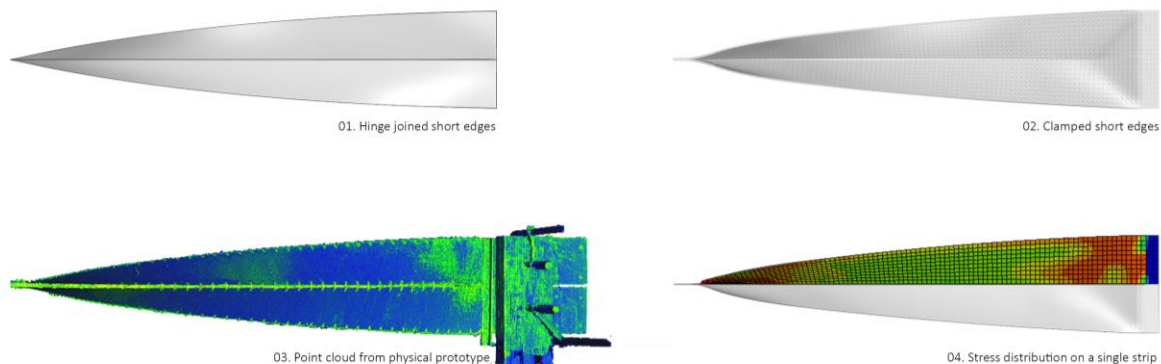 01. Hinge joined short edges
02. Clamped short edges
03. Point cloud from physical prototype
04. Stress distribution on a single strip